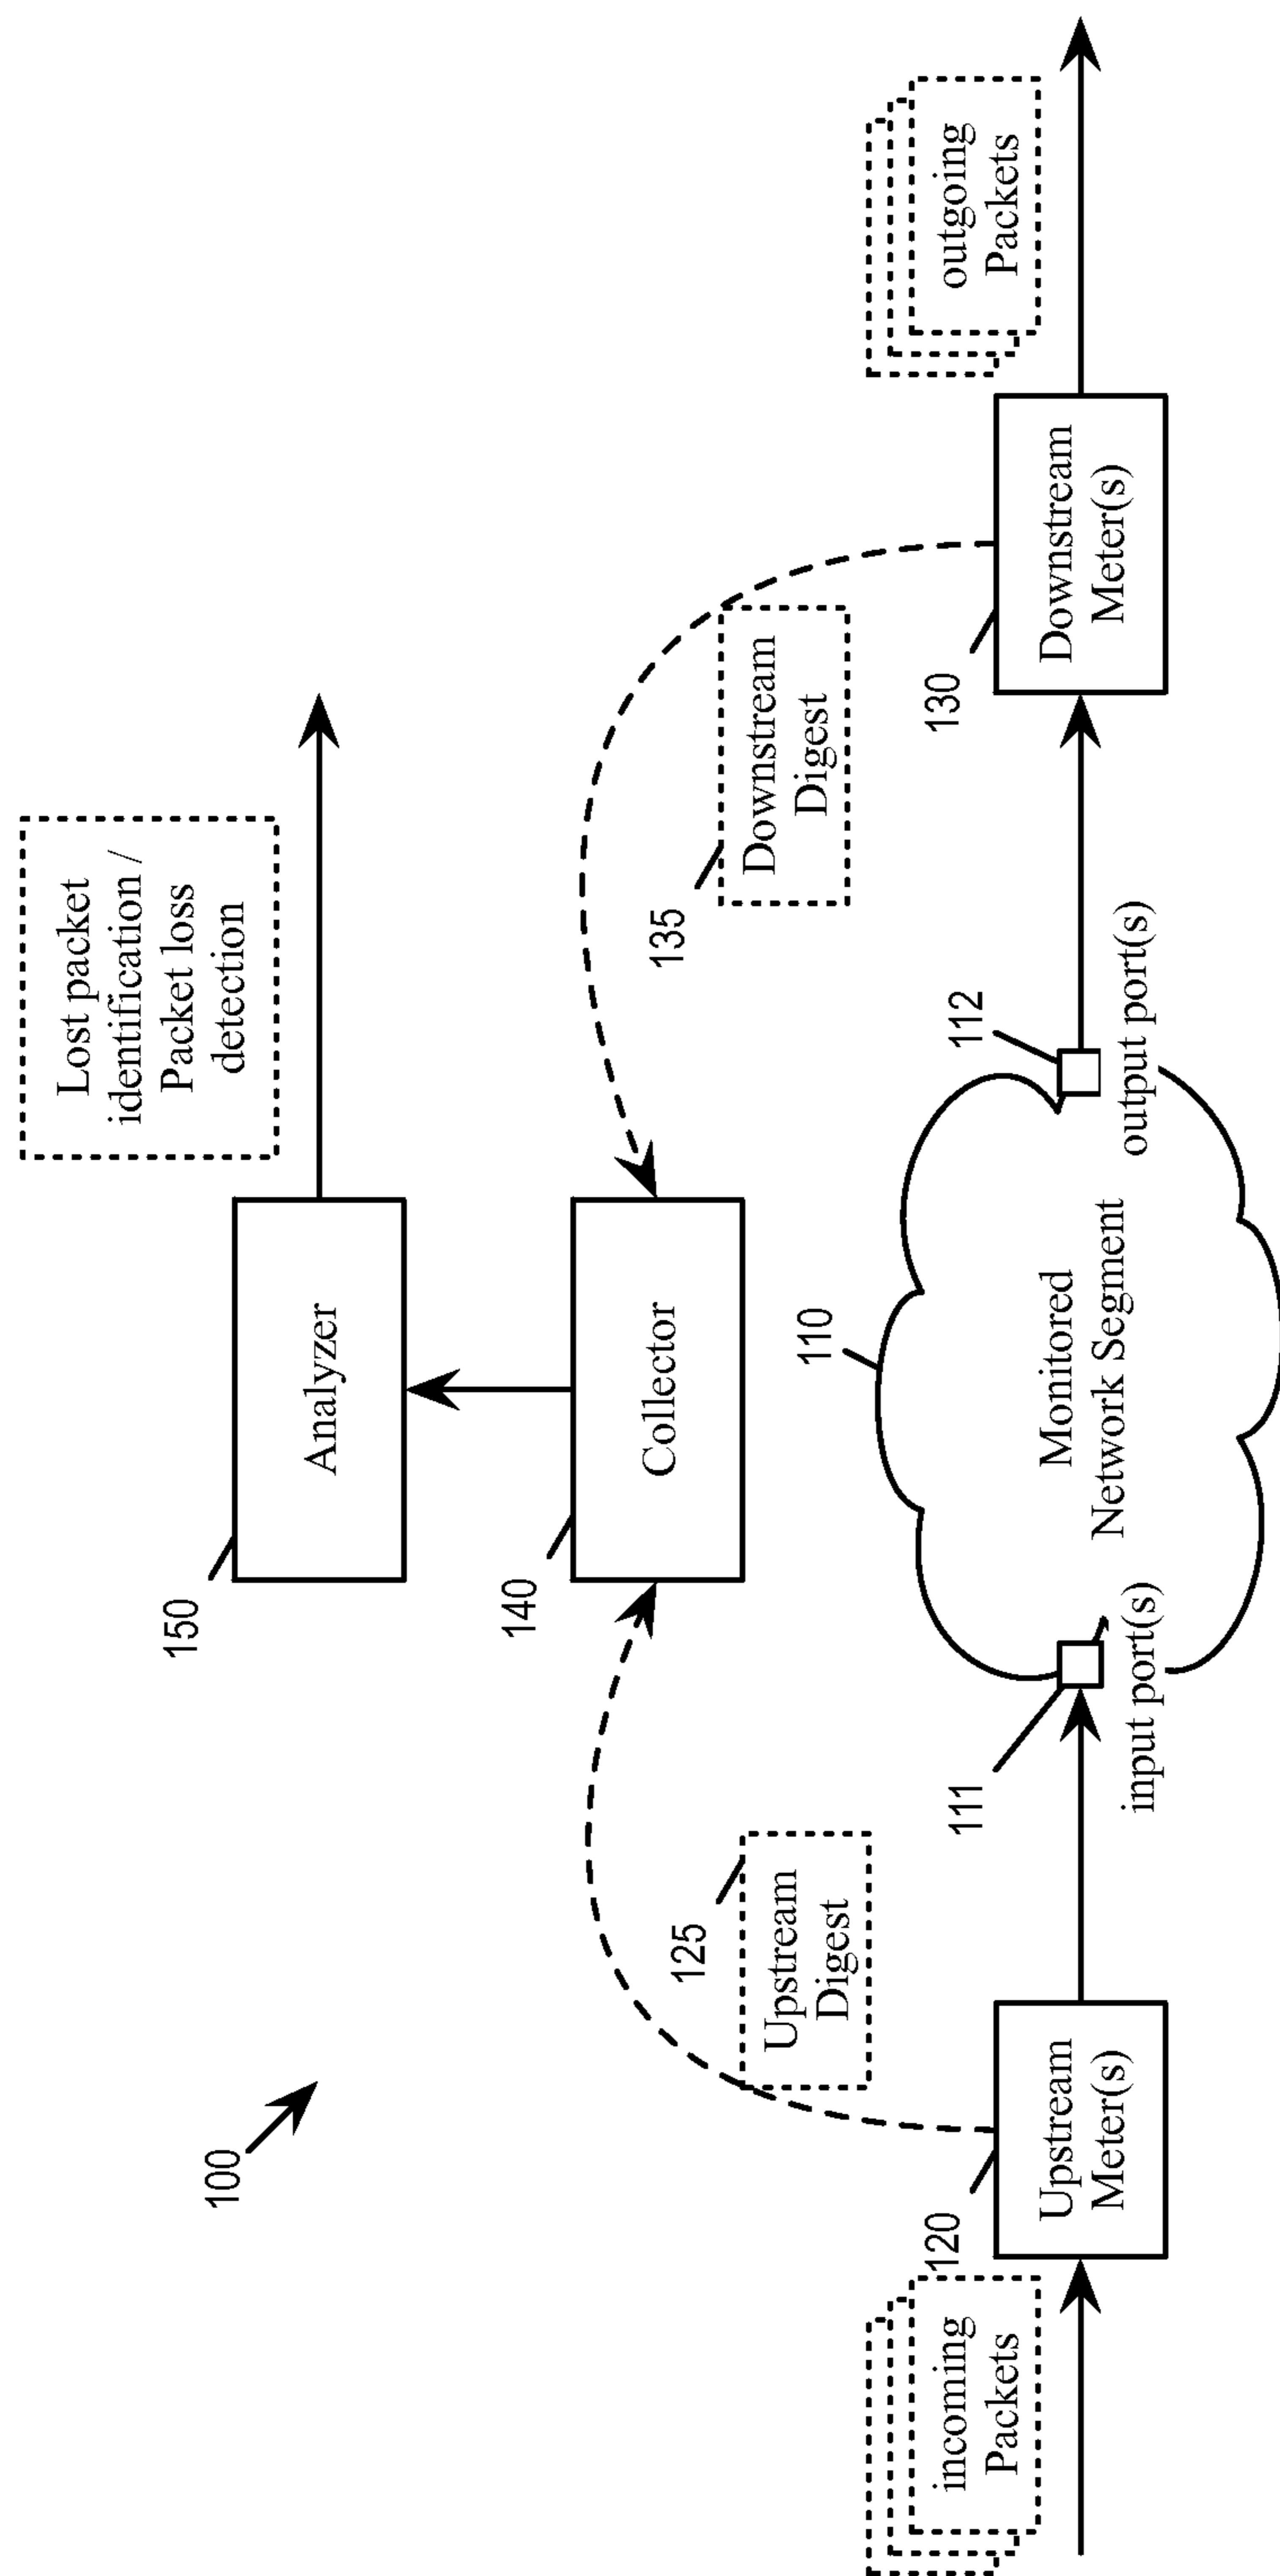 100
150
Analyzer
Lost packet
identification /
Packet loss
detection
140
Collector
125
Upstream
Digest
135
Downstream
Digest
110
Monitored
Network Segment
incoming
Packets
120
Upstream
Meter(s)
111
input port(s)
112
output port(s)
130
Downstream
Meter(s)
outgoing
Packets